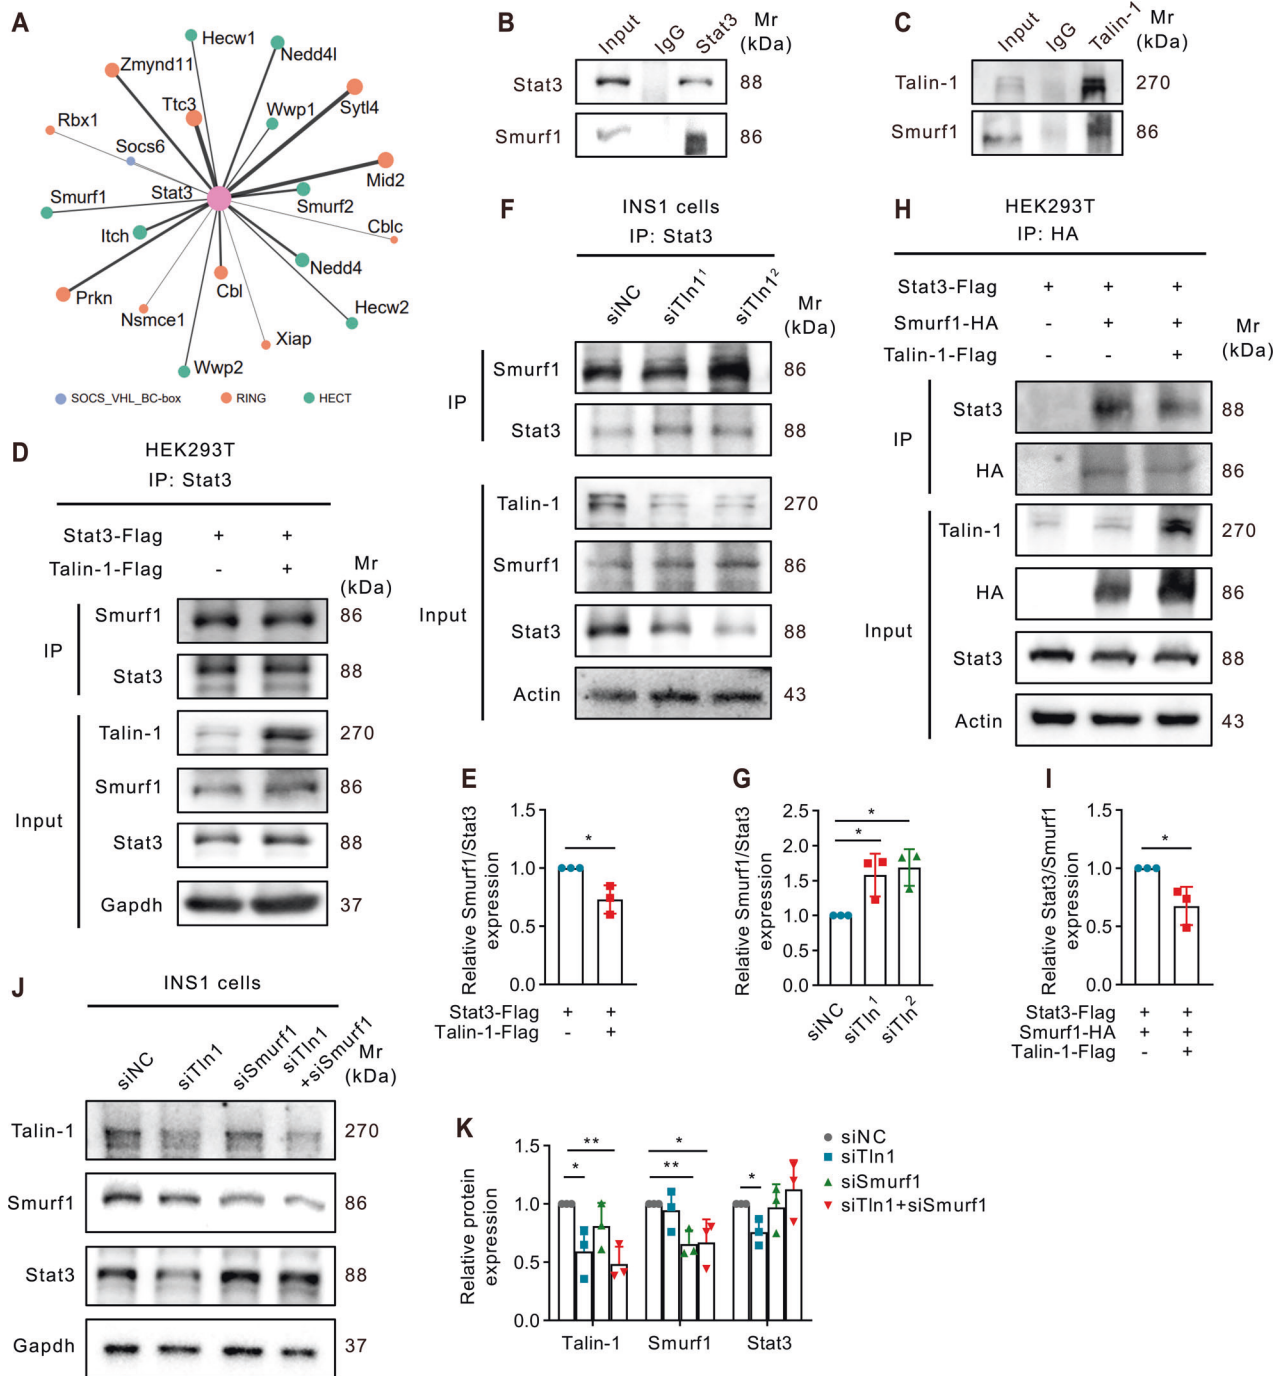 A
Hecw1
Nedd4l
Zmynd11
Ttc3
Sytl4
Wwp1
Rbx1
Socs6
Mid2
Stat3
Smurf1
Smurf2
Cblc
Itch
Nedd4
Cbl
Prkn
Hecw2
Nsmce1
Xiap
Wwp2
SOCS_VHL_BC-box RING HECT
B
Input IgG Stat3 Mr
(kDa)
Stat3 88
Smurf1 86
C
Input IgG Talin-1 Mr
(kDa)
Talin-1 270
Smurf1 86
D
HEK293T
IP: Stat3
Stat3-Flag + +
Talin-1-Flag - + Mr
(kDa)
IP
Smurf1 86
Stat3 88
Input
Talin-1 270
Smurf1 86
Stat3 88
Gapdh 37
F
INS1 cells
IP: Stat3
siNC siTln1¹ siTln1² Mr
(kDa)
IP
Smurf1 86
Stat3 88
Input
Talin-1 270
Smurf1 86
Stat3 88
Actin 43
H
HEK293T
IP: HA
Stat3-Flag + + +
Smurf1-HA - + + Mr
Talin-1-Flag - - + (kDa)
IP
Stat3 88
HA 86
Input
Talin-1 270
HA 86
Stat3 88
Actin 43
E
Relative Smurf1/Stat3
expression
1.5
1.0
0.5
0.0
*
Stat3-Flag + +
Talin-1-Flag - +
G
Relative Smurf1/Stat3
expression
2.5
2.0
1.5
1.0
0.5
0.0
*
*
siNC siTln¹ siTln²
I
Relative Stat3/Smurf1
expression
1.5
1.0
0.5
0.0
*
Stat3-Flag + +
Smurf1-HA + +
Talin-1-Flag - +
J
INS1 cells
siNC siTln1 siSmurf1 siTln1
+siSmurf1 Mr
(kDa)
Talin-1 270
Smurf1 86
Stat3 88
Gapdh 37
K
Relative protein
expression
1.5
1.0
0.5
0.0
**
*
*
**
*
siNC
siTln1
siSmurf1
siTln1+siSmurf1
Talin-1 Smurf1 Stat3